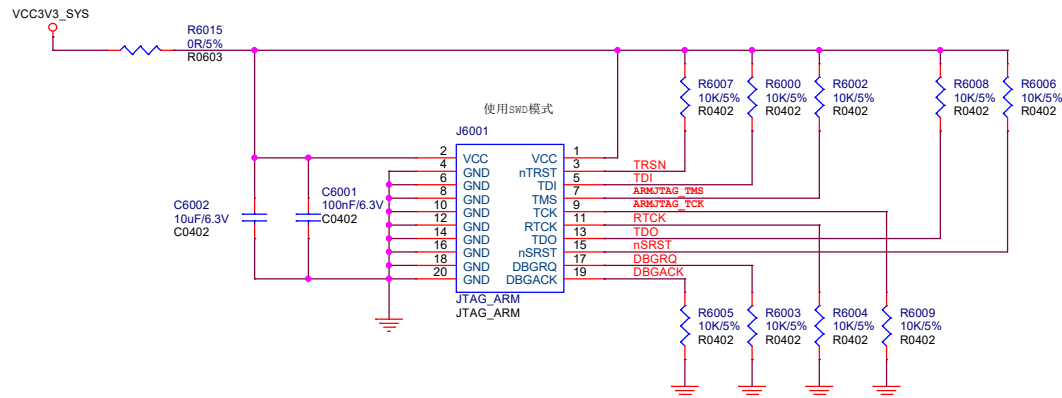 VCC3V3_SYS
R6015
0R/5%
R0603
R6007
10K/5%
R0402
R6000
10K/5%
R0402
R6002
10K/5%
R0402
R6008
10K/5%
R0402
R6006
10K/5%
R0402
使用SWD模式
J6001
2 VCC VCC 1
4 GND nTRST 3 TRSN
6 GND TDI 5 TDI
8 GND TMS 7 ARMJTAG_TMS
10 GND TCK 9 ARMJTAG_TCK
12 GND RTCK 11 RTCK
14 GND TDO 13 TDO
16 GND nSRST 15 nSRST
18 GND DBGRQ 17 DBGRQ
20 GND DBGACK 19 DBGACK
JTAG_ARM
JTAG_ARM
C6002
10uF/6.3V
C0402
C6001
100nF/6.3V
C0402
R6005
10K/5%
R0402
R6003
10K/5%
R0402
R6004
10K/5%
R0402
R6009
10K/5%
R0402